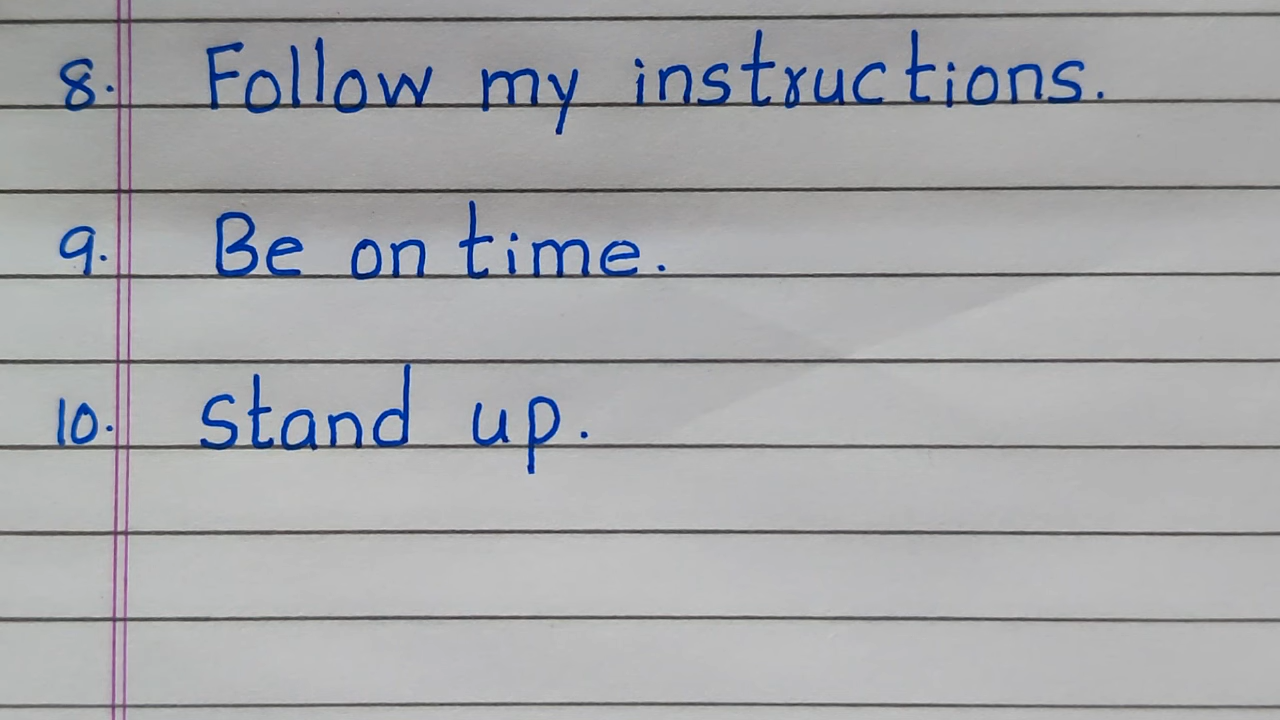 8. Follow my instructions.
9. Be on time.
10. Stand up.